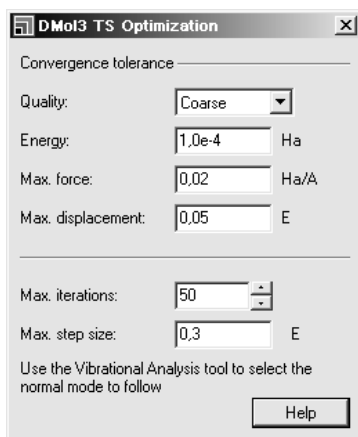 DMol3 TS Optimization
Convergence tolerance
Quality: Coarse
Energy: 1,0e-4 Ha
Max. force: 0,02 Ha/A
Max. displacement: 0,05 E
Max. iterations: 50
Max. step size: 0,3 E
Use the Vibrational Analysis tool to select the
normal mode to follow
Help